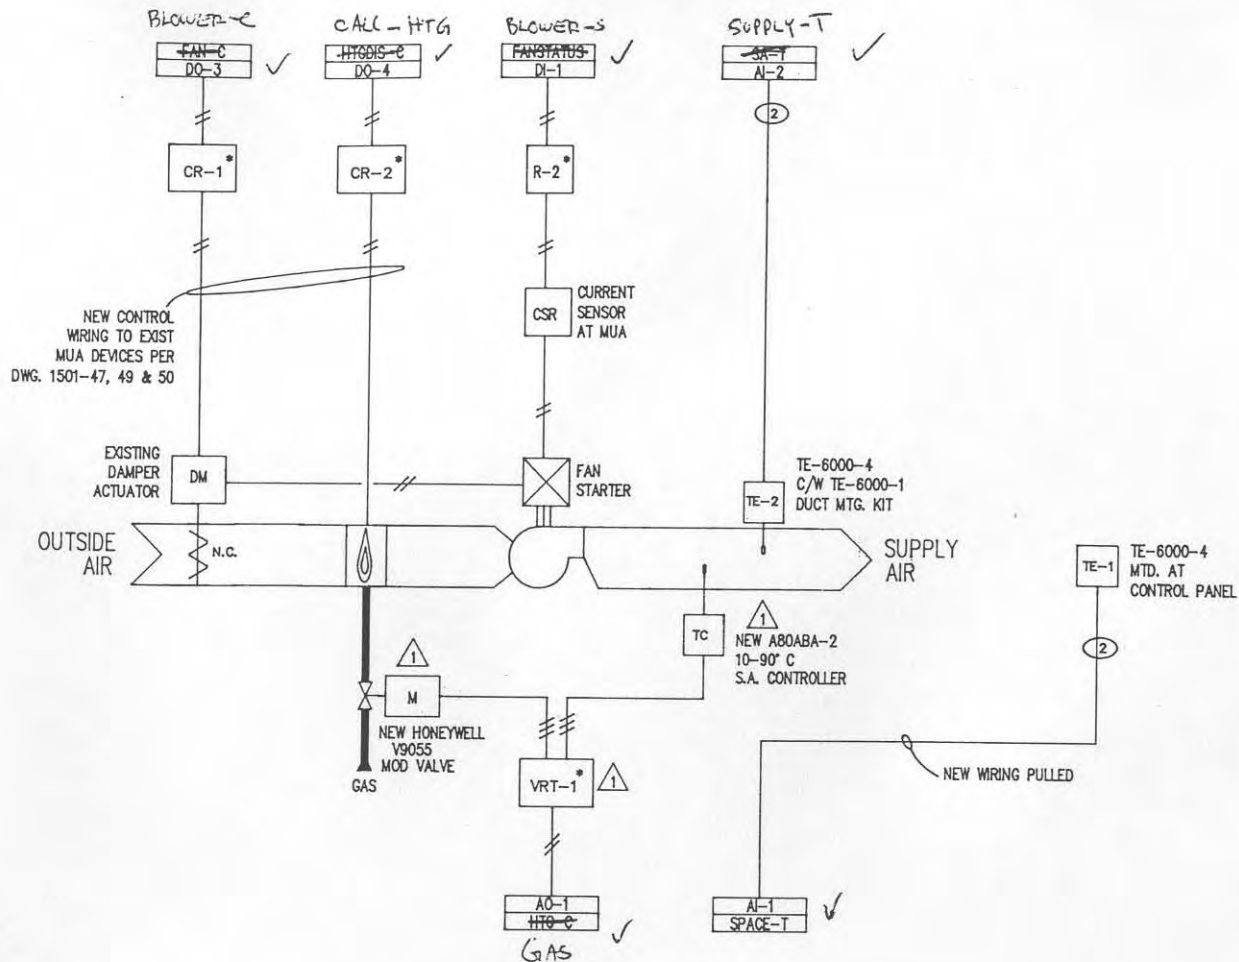 BLOWER-C
FAN-C
DO-3
CALL-HTG
HTGDIS-C
DO-4
BLOWER-S
FANSTATUS
DI-1
SUPPLY-T
SA-T
AI-2
2
CR-1*
CR-2*
R-2*
NEW CONTROL
WIRING TO EXIST
MUA DEVICES PER
DWG. 1501-47, 49 & 50
CSR
CURRENT
SENSOR
AT MUA
EXISTING
DAMPER
ACTUATOR
DM
FAN
STARTER
TE-2
TE-6000-4
C/W TE-6000-1
DUCT MTG. KIT
OUTSIDE
AIR
N.C.
SUPPLY
AIR
TE-1
TE-6000-4
MTD. AT
CONTROL PANEL
2
TC
1
NEW A80ABA-2
10-90° C
S.A. CONTROLLER
1
M
NEW HONEYWELL
V9055
MOD VALVE
GAS
VRT-1*
1
NEW WIRING PULLED
AO-1
HTG-C
GAS
AI-1
SPACE-T